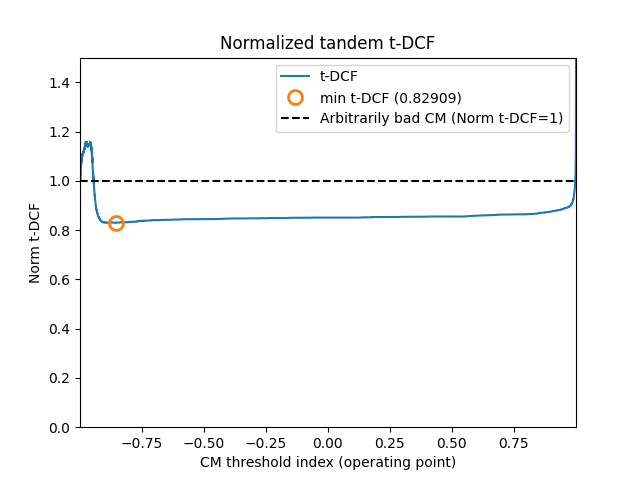 Normalized tandem t-DCF
t-DCF
min t-DCF (0.82909)
Arbitrarily bad CM (Norm t-DCF=1)
Norm t-DCF
1.4
1.2
1.0
0.8
0.6
0.4
0.2
0.0
−0.75 −0.50 −0.25 0.00 0.25 0.50 0.75
CM threshold index (operating point)